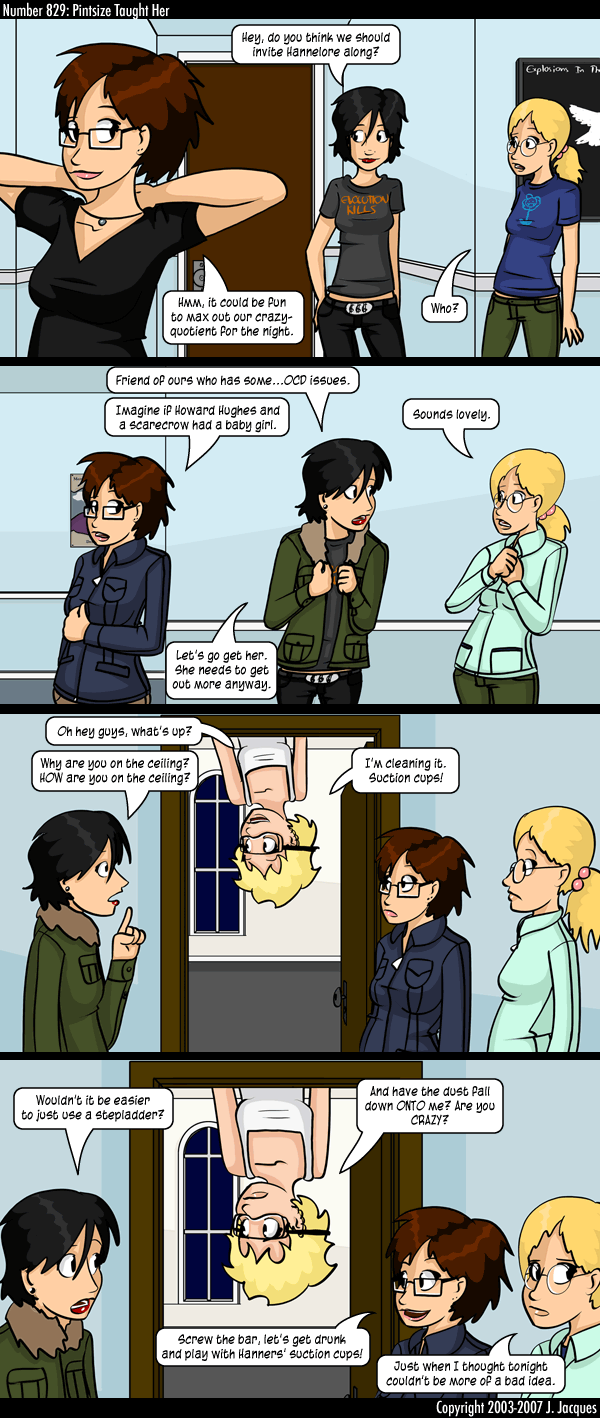 Number 829: Pintsize Taught Her
Hey, do you think we should
invite Hannelore along?
Explosions In Th
EVOLUTION
KILLS
666
Hmm, it could be fun
to max out our crazy-
quotient for the night.
Who?
Friend of ours who has some...OCD issues.
Imagine if Howard Hughes and
a scarecrow had a baby girl.
Sounds lovely.
Let's go get her.
She needs to get
out more anyway.
666
Oh hey guys, what's up?
Why are you on the ceiling?
HOW are you on the ceiling?
I'm cleaning it.
Suction cups!
Wouldn't it be easier
to just use a stepladder?
And have the dust fall
down ONTO me? Are you
CRAZY?
Screw the bar, let's get drunk
and play with Hanners' suction cups!
Just when I thought tonight
couldn't be more of a bad idea.
Copyright 2003-2007 J. Jacques